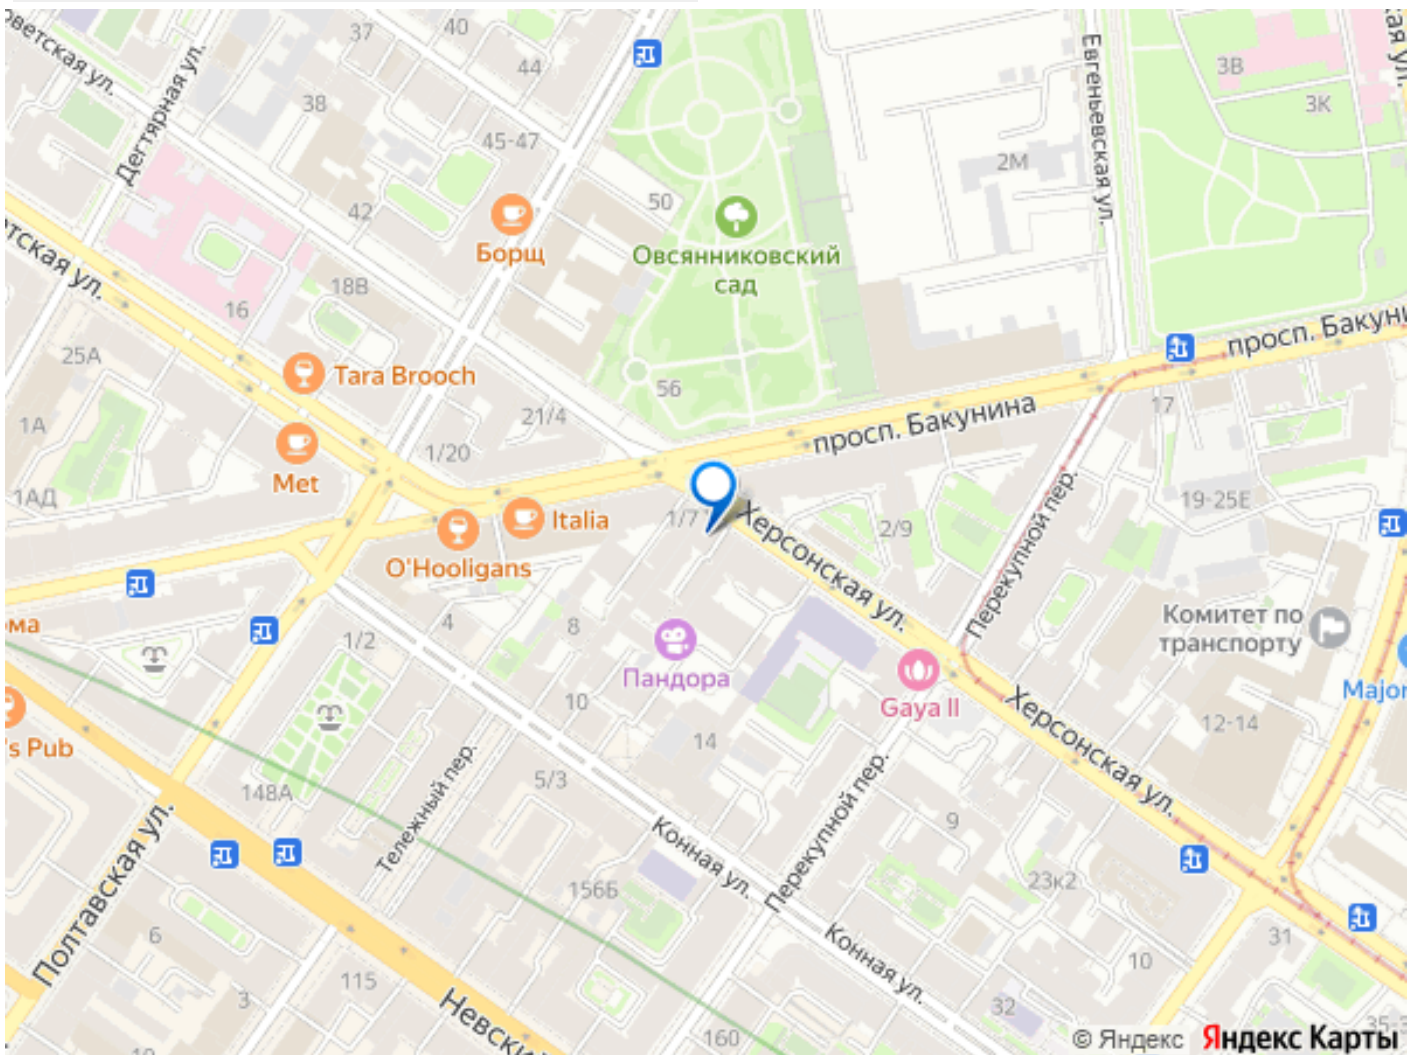 37
40
44
38
45-47
Дегтярная ул.
42
50
Борщ
Овсянниковский
сад
Евгеньевская ул.
2М
3В
3К
16
18В
25А
Tara Brooch
1А
Met
1АД
1/20
21/4
56
просп. Бакунина
17
Italia
O'Hooligans
1/7
Херсонская ул.
2/9
Перекупной пер.
19-25Е
Комитет по
транспорту
1/2
4
8
Пандора
10
14
Gaya II
Херсонская ул.
12-14
Major
's Pub
148А
Тележный пер.
5/3
Конная ул.
Перекупной пер.
9
23к2
Полтавская ул.
156Б
6
3
115
Невский
160
Конная ул.
32
10
31
© Яндекс Яндекс Карты